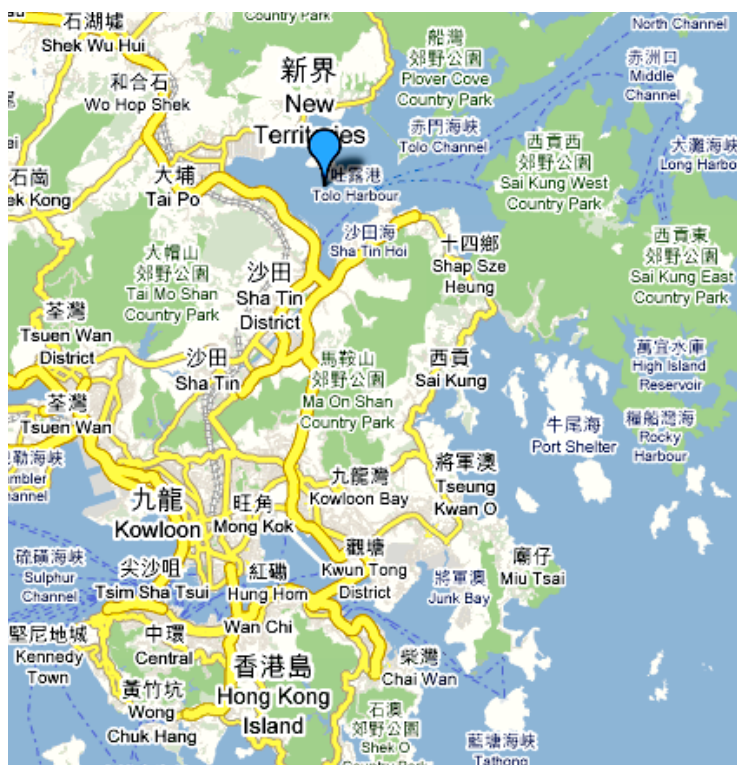 石湖墟
Shek Wu Hui
Country Park
North Channel
船灣
郊野公園
Plover Cove
Country Park
赤洲口
Middle
Channel
和合石
Wo Hop Shek
新界
New
Territories
赤門海峽
Tolo Channel
西貢西
郊野公園
Sai Kung West
Country Park
大灘海峽
Long Harbo
石崗
ek Kong
大埔
Tai Po
吐露港
Tolo Harbour
沙田海
Sha Tin Hoi
十四鄉
Shap Sze
Heung
西貢東
郊野公園
Sai Kung East
Country Park
大帽山
郊野公園
Tai Mo Shan
Country Park
沙田
Sha Tin
District
荃灣
Tsuen Wan
District
沙田
Sha Tin
馬鞍山
郊野公園
Ma On Shan
Country Park
西貢
Sai Kung
萬宜水庫
High Island
Reservoir
荃灣
Tsuen Wan
牛尾海
Port Shelter
糧船灣海
Rocky
Harbour
勒海峽
mbler
hannel
九龍
Kowloon
旺角
Mong Kok
九龍灣
Kowloon Bay
將軍澳
Tseung
Kwan O
硫磺海峽
Sulphur
Channel
尖沙咀
Tsim Sha Tsui
紅磡
Hung Hom
觀塘
Kwun Tong
District
將軍澳
Junk Bay
廟仔
Miu Tsai
堅尼地城
Kennedy
Town
中環
Central
Wan Chi
香港島
Hong Kong
Island
柴灣
Chai Wan
黃竹坑
Wong
Chuk Hang
石澳
郊野公園
Shek O
Country Park
藍塘海峽
Tathong